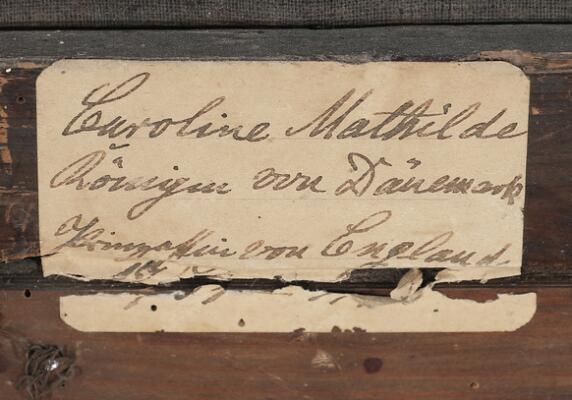 Caroline Mathilde
Königin von Dänemark
Prinzessin von England